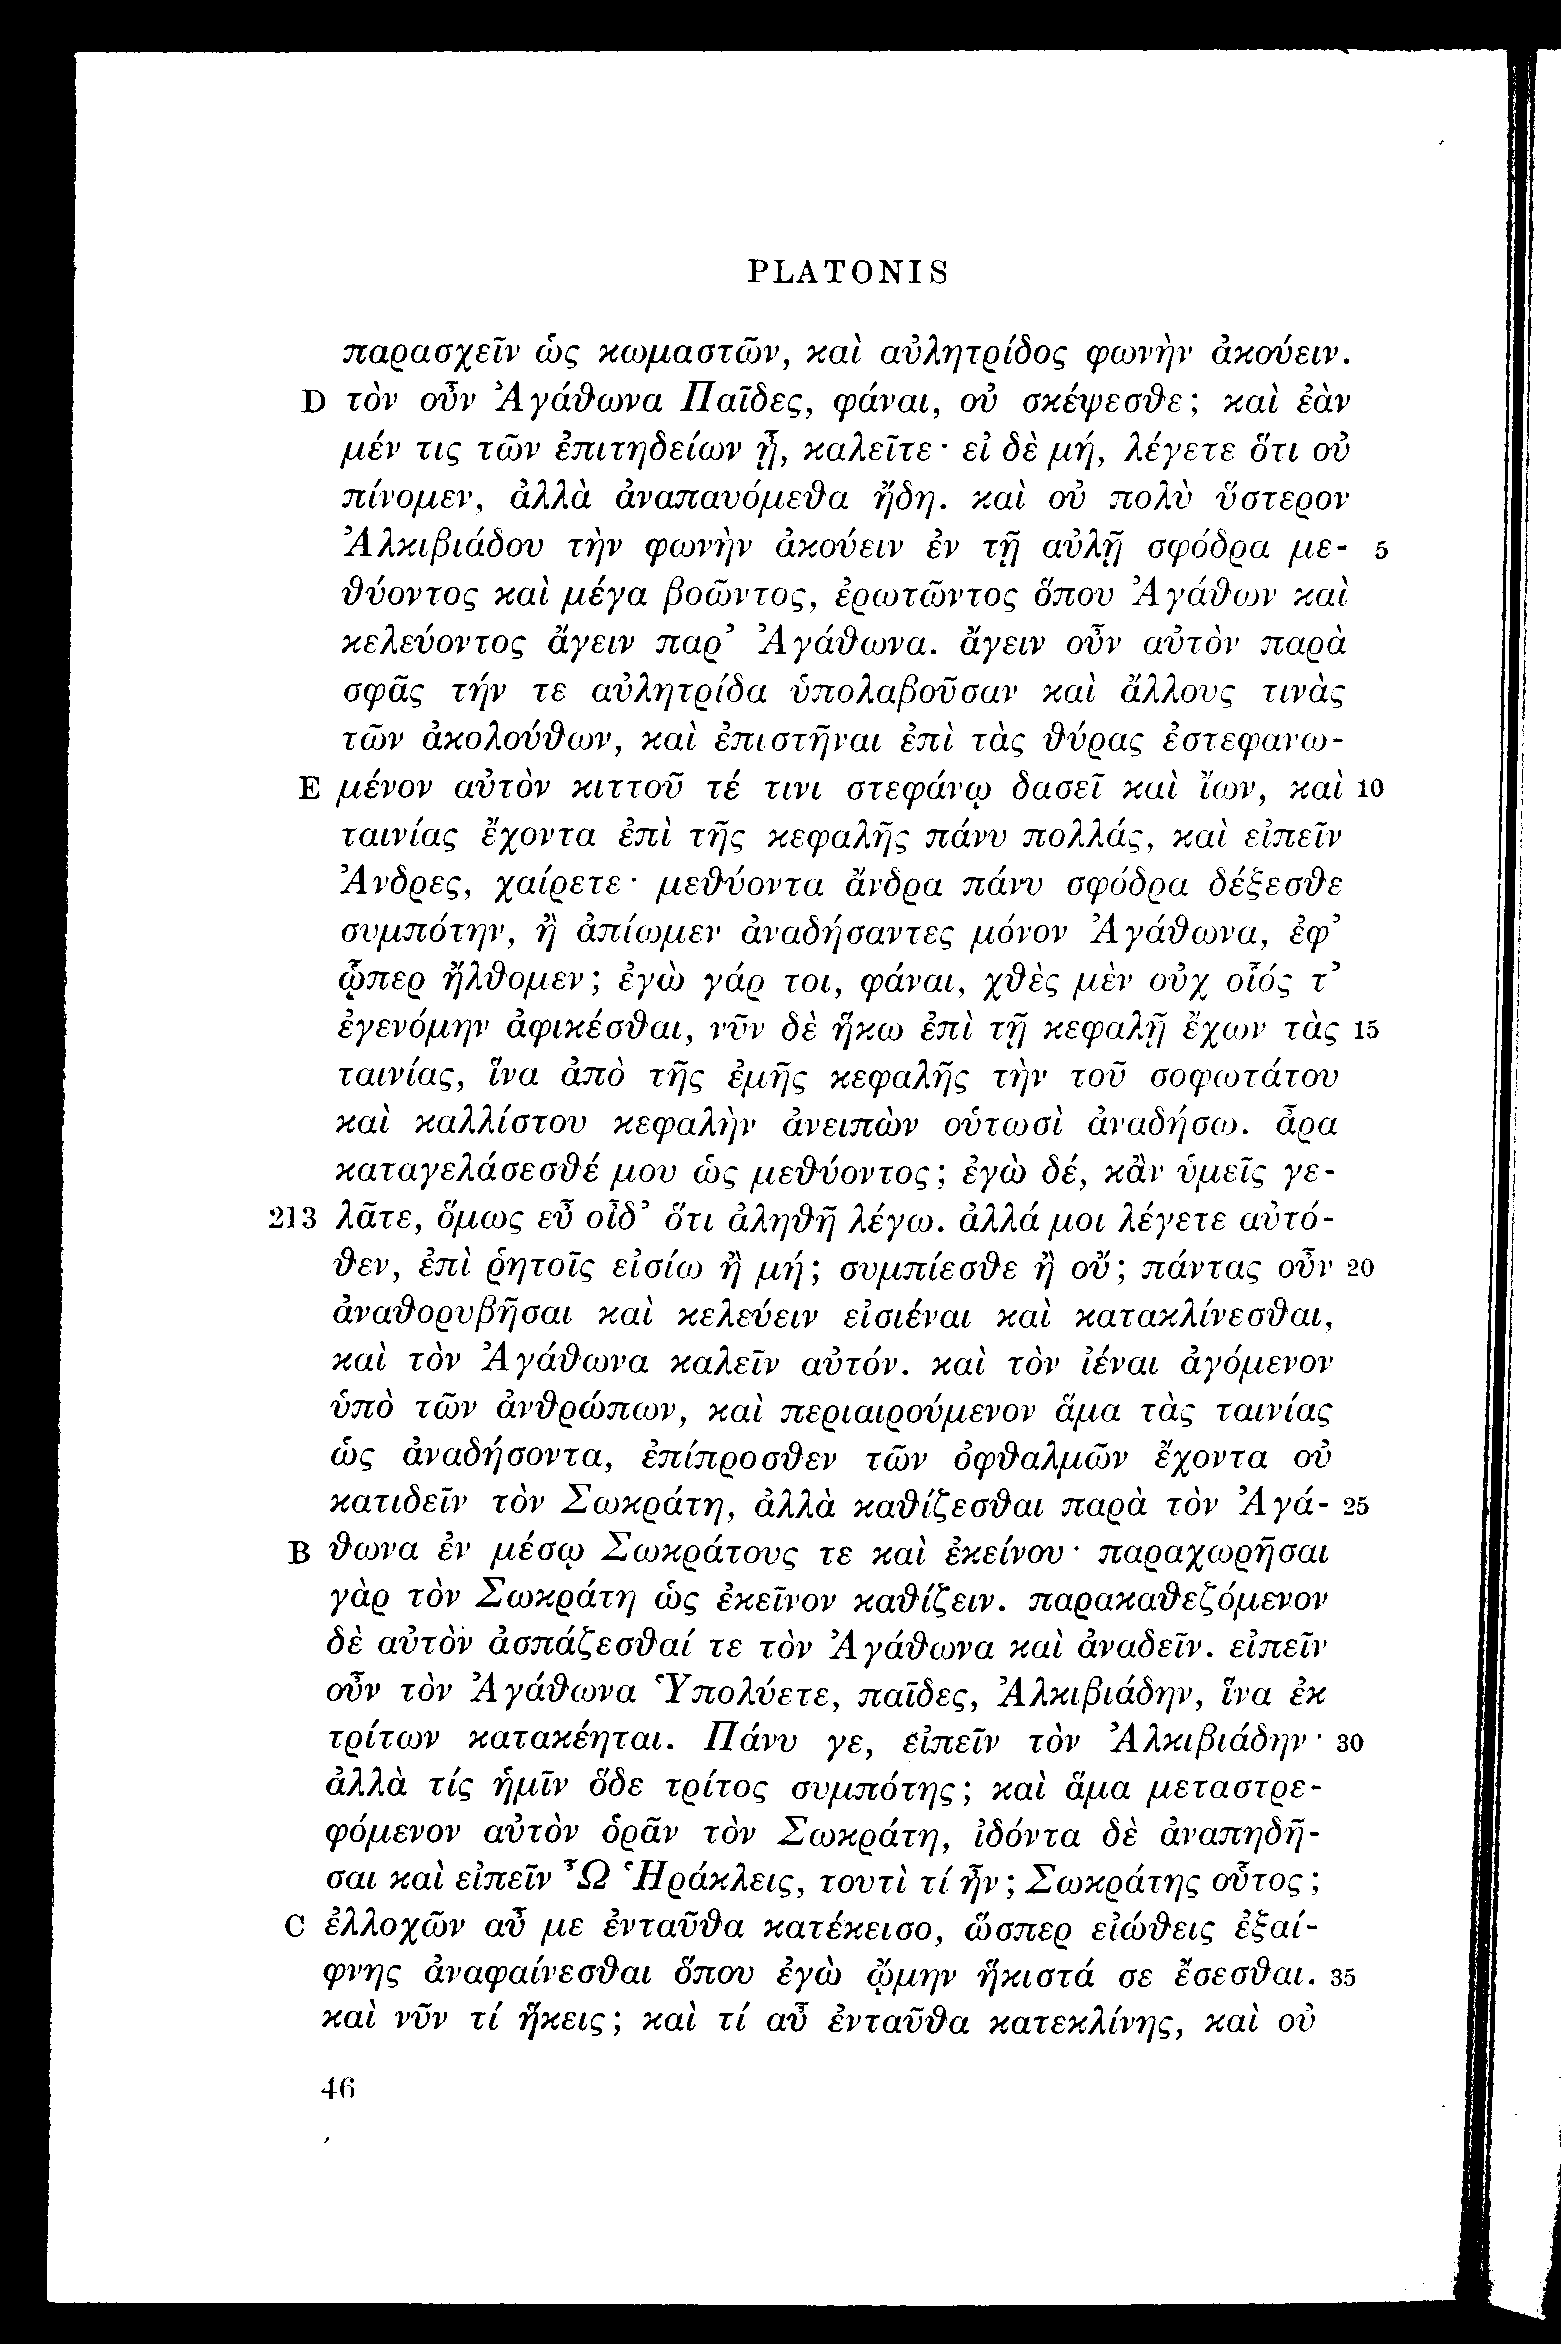 PLATONIS
παρασχεῖν ὡς κωμαστῶν, καὶ αὐλητρίδος φωνὴν ἀκούειν.
D τὸν οὖν Ἀγάθωνα Παῖδες, φάναι, οὐ σκέψεσθε; καὶ ἐὰν
μέν τις τῶν ἐπιτηδείων ᾖ, καλεῖτε· εἰ δὲ μή, λέγετε ὅτι οὐ
πίνομεν, ἀλλὰ ἀναπαυόμεθα ἤδη. καὶ οὐ πολὺ ὕστερον
Ἀλκιβιάδου τὴν φωνὴν ἀκούειν ἐν τῇ αὐλῇ σφόδρα με- 5
θύοντος καὶ μέγα βοῶντος, ἐρωτῶντος ὅπου Ἀγάθων καὶ
κελεύοντος ἄγειν παρ’ Ἀγάθωνα. ἄγειν οὖν αὐτὸν παρὰ
σφᾶς τήν τε αὐλητρίδα ὑπολαβοῦσαν καὶ ἄλλους τινὰς
τῶν ἀκολούθων, καὶ ἐπιστῆναι ἐπὶ τὰς θύρας ἐστεφανω-
E μένον αὐτὸν κιττοῦ τέ τινι στεφάνῳ δασεῖ καὶ ἴων, καὶ 10
ταινίας ἔχοντα ἐπὶ τῆς κεφαλῆς πάνυ πολλάς, καὶ εἰπεῖν
Ἄνδρες, χαίρετε· μεθύοντα ἄνδρα πάνυ σφόδρα δέξεσθε
συμπότην, ἢ ἀπίωμεν ἀναδήσαντες μόνον Ἀγάθωνα, ἐφ’
ᾧπερ ἤλθομεν; ἐγὼ γάρ τοι, φάναι, χθὲς μὲν οὐχ οἷός τ’
ἐγενόμην ἀφικέσθαι, νῦν δὲ ἥκω ἐπὶ τῇ κεφαλῇ ἔχων τὰς 15
ταινίας, ἵνα ἀπὸ τῆς ἐμῆς κεφαλῆς τὴν τοῦ σοφωτάτου
καὶ καλλίστου κεφαλὴν ἀνειπὼν οὑτωσὶ ἀναδήσω. ἆρα
καταγελάσεσθέ μου ὡς μεθύοντος; ἐγὼ δέ, κἂν ὑμεῖς γε-
213 λᾶτε, ὅμως εὖ οἶδ’ ὅτι ἀληθῆ λέγω. ἀλλά μοι λέγετε αὐτό-
θεν, ἐπὶ ῥητοῖς εἰσίω ἢ μή; συμπίεσθε ἢ οὔ; πάντας οὖν 20
ἀναθορυβῆσαι καὶ κελεύειν εἰσιέναι καὶ κατακλίνεσθαι,
καὶ τὸν Ἀγάθωνα καλεῖν αὐτόν. καὶ τὸν ἰέναι ἀγόμενον
ὑπὸ τῶν ἀνθρώπων, καὶ περιαιρούμενον ἅμα τὰς ταινίας
ὡς ἀναδήσοντα, ἐπίπροσθεν τῶν ὀφθαλμῶν ἔχοντα οὐ
κατιδεῖν τὸν Σωκράτη, ἀλλὰ καθίζεσθαι παρὰ τὸν Ἀγά- 25
B θωνα ἐν μέσῳ Σωκράτους τε καὶ ἐκείνου· παραχωρῆσαι
γὰρ τὸν Σωκράτη ὡς ἐκεῖνον καθίζειν. παρακαθεζόμενον
δὲ αὐτὸν ἀσπάζεσθαί τε τὸν Ἀγάθωνα καὶ ἀναδεῖν. εἰπεῖν
οὖν τὸν Ἀγάθωνα Ὑπολύετε, παῖδες, Ἀλκιβιάδην, ἵνα ἐκ
τρίτων κατακέηται. Πάνυ γε, εἰπεῖν τὸν Ἀλκιβιάδην· 30
ἀλλὰ τίς ἡμῖν ὅδε τρίτος συμπότης; καὶ ἅμα μεταστρε-
φόμενον αὐτὸν ὁρᾶν τὸν Σωκράτη, ἰδόντα δὲ ἀναπηδῆ-
σαι καὶ εἰπεῖν Ὦ Ἡράκλεις, τουτὶ τί ἦν; Σωκράτης οὗτος;
C ἐλλοχῶν αὖ με ἐνταῦθα κατέκεισο, ὥσπερ εἰώθεις ἐξαί-
φνης ἀναφαίνεσθαι ὅπου ἐγὼ ᾤμην ἥκιστά σε ἔσεσθαι. 35
καὶ νῦν τί ἥκεις; καὶ τί αὖ ἐνταῦθα κατεκλίνης, καὶ οὐ
46